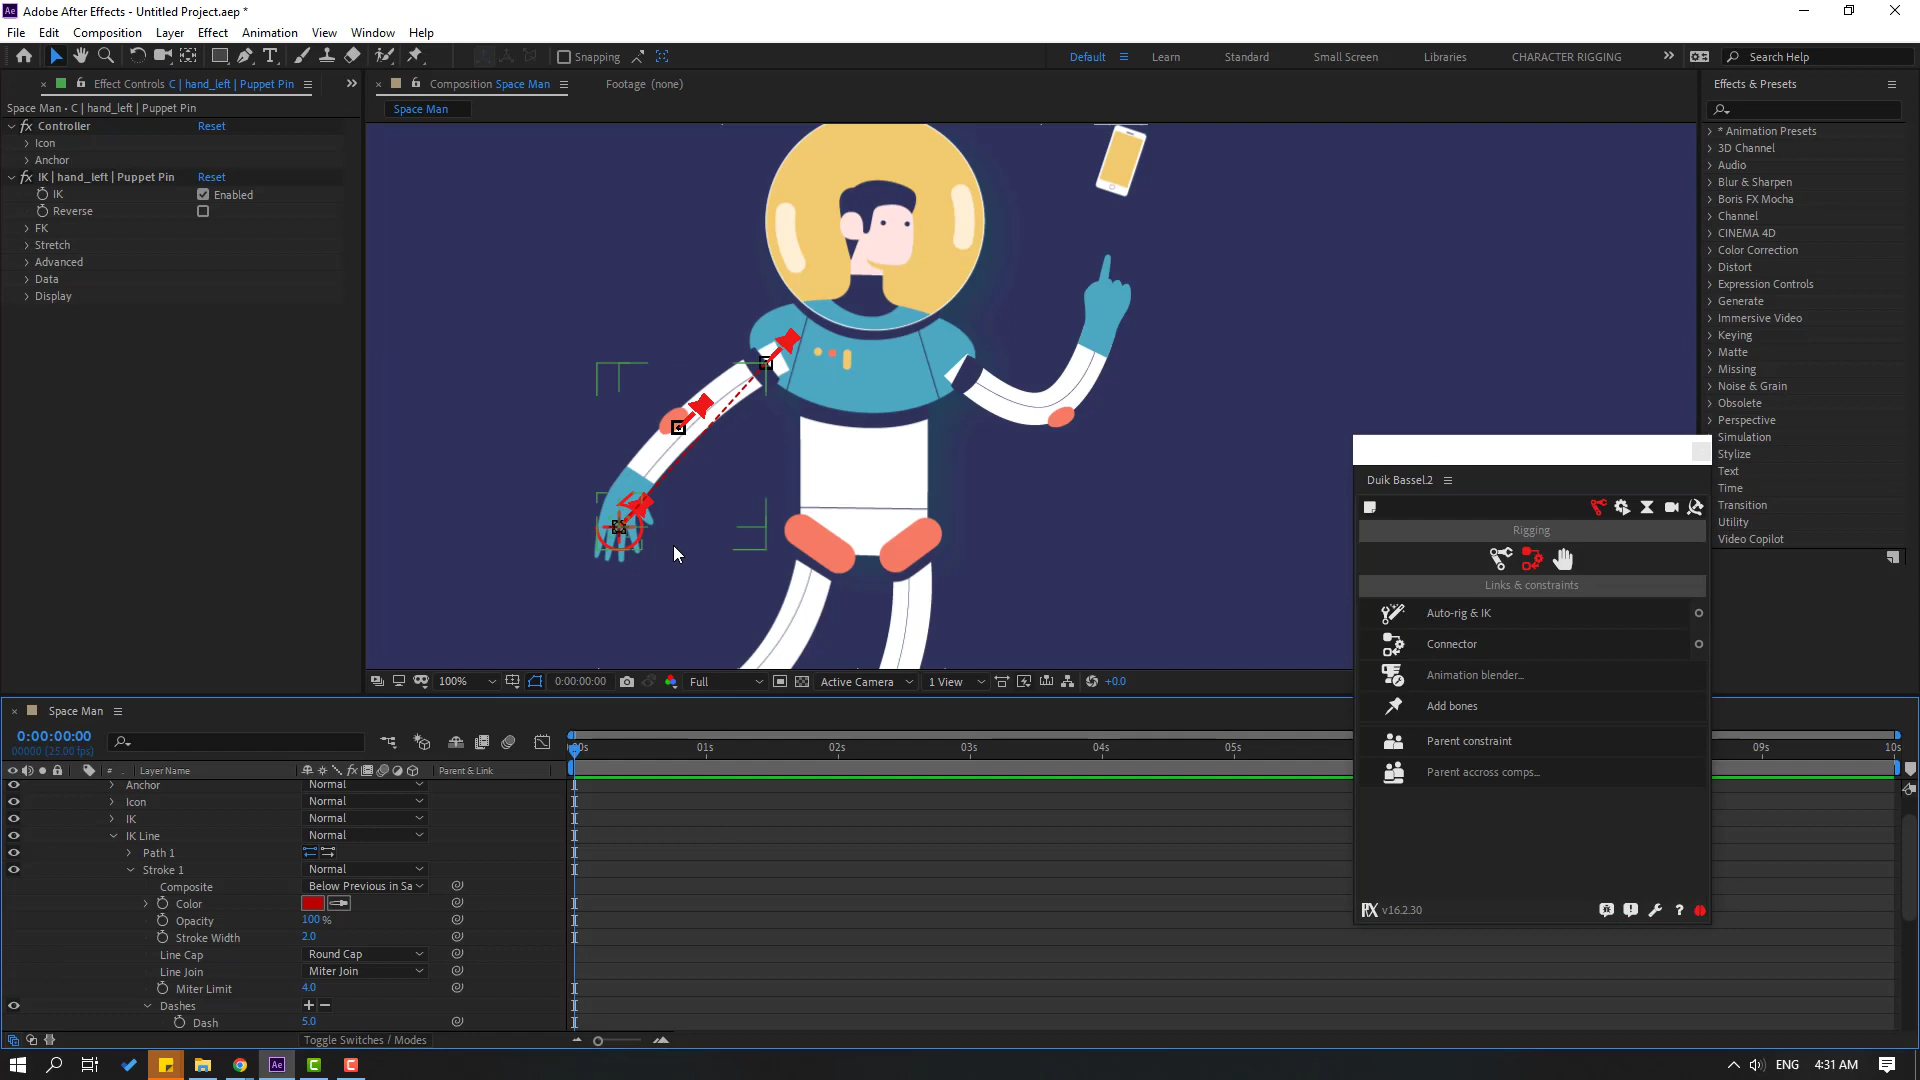 Adobe After Effects - Untitled Project.aep *
File Edit Composition Layer Effect Animation View Window Help
Snapping
Default Learn Standard Small Screen Libraries CHARACTER RIGGING
Search Help
Effect Controls C | hand_left | Puppet Pin
Composition Space Man
Footage (none)
Effects & Presets
Space Man • C | hand_left | Puppet Pin
Space Man
Controller Reset
Icon
Anchor
IK | hand_left | Puppet Pin Reset
IK Enabled
Reverse
FK
Stretch
Advanced
Data
Display
* Animation Presets
3D Channel
Audio
Blur & Sharpen
Boris FX Mocha
Channel
CINEMA 4D
Color Correction
Distort
Expression Controls
Generate
Immersive Video
Keying
Matte
Missing
Noise & Grain
Obsolete
Perspective
Simulation
Stylize
Text
Time
Transition
Utility
Video Copilot
Duik Bassel.2
Rigging
Links & constraints
Auto-rig & IK
Connector
Animation blender...
Add bones
Parent constraint
Parent accross comps...
v16.2.30
100% 0:00:00:00 Full Active Camera 1 View +0.0
Space Man
0:00:00:00
00000 (25.00 fps)
:00s 01s 02s 03s 04s 05s 09s 10s
# Layer Name Parent & Link
Anchor Normal
Icon Normal
IK Normal
IK Line Normal
Path 1
Stroke 1 Normal
Composite Below Previous in Sa
Color
Opacity 100 %
Stroke Width 2.0
Line Cap Round Cap
Line Join Miter Join
Miter Limit 4.0
Dashes
Dash 5.0
Toggle Switches / Modes
ENG 4:31 AM